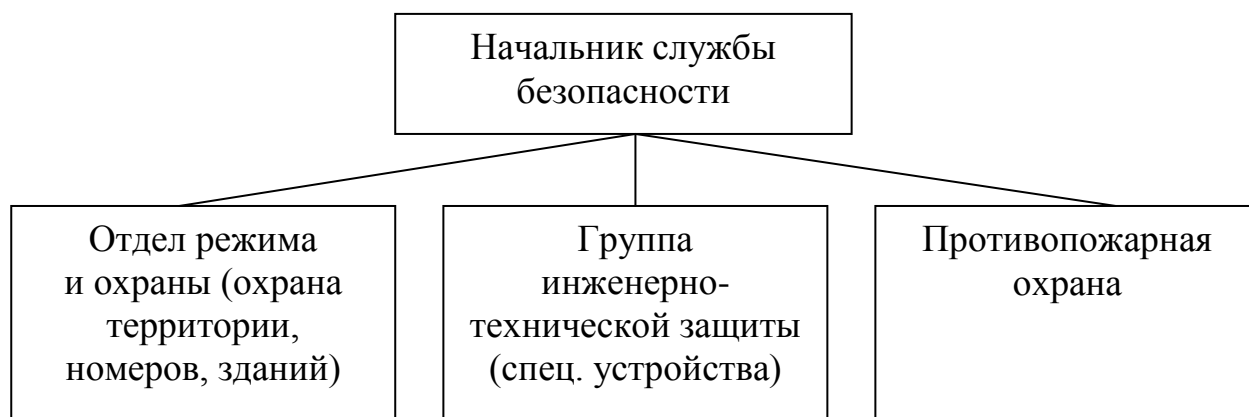 Начальник службы
безопасности
Отдел режима
и охраны (охрана
территории,
номеров, зданий)
Группа
инженерно-
технической защиты
(спец. устройства)
Противопожарная
охрана